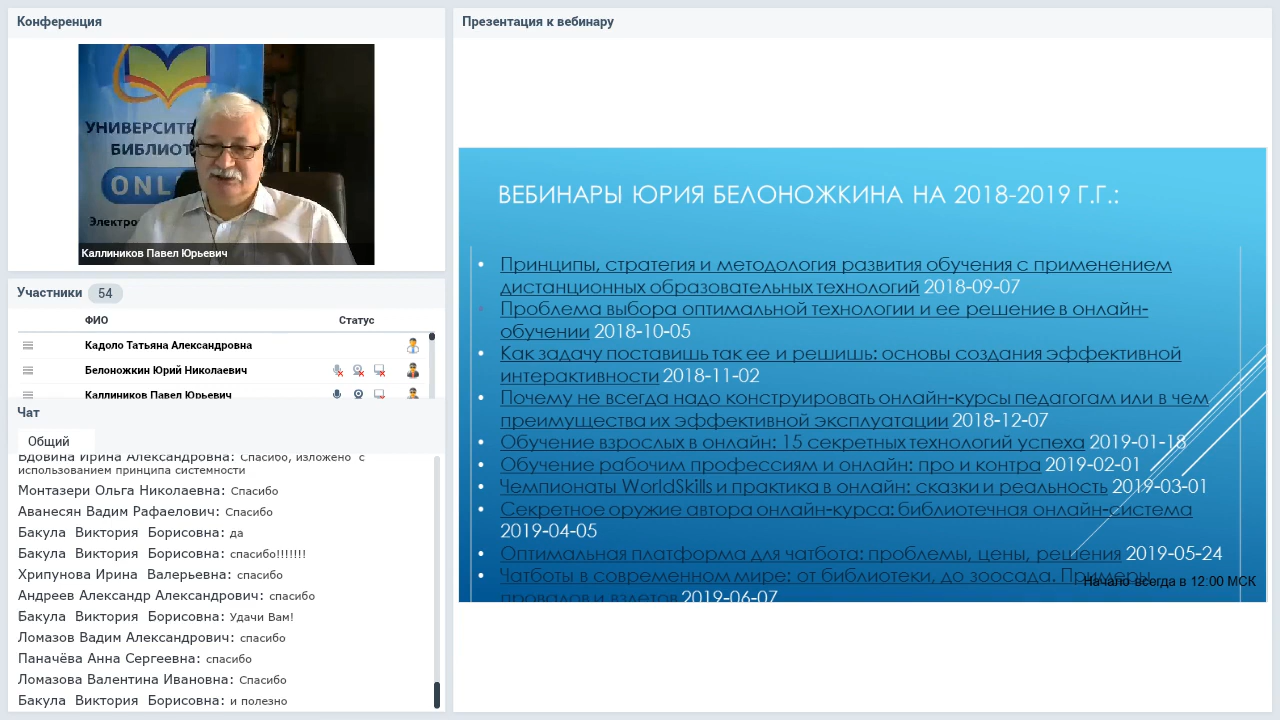 Конференция
УНИВЕРСИТЕ
БИБЛИОТ
ONL
Электро
Каллиников Павел Юрьевич
Участники 54
ФИО Статус
Кадоло Татьяна Александровна
Белоножкин Юрий Николаевич
Каллиников Павел Юрьевич
Чат
Общий
Вдовина Ирина Александровна: Спасибо, изложено с
использованием принципа системности
Монтазери Ольга Николаевна: Спасибо
Аванесян Вадим Рафаелович: Спасибо
Бакула Виктория Борисовна: да
Бакула Виктория Борисовна: спасибо!!!!!!!
Хрипунова Ирина Валерьевна: спасибо
Андреев Александр Александрович: спасибо
Бакула Виктория Борисовна: Удачи Вам!
Ломазов Вадим Александрович: спасибо
Паначёва Анна Сергеевна: спасибо
Ломазова Валентина Ивановна: Спасибо
Бакула Виктория Борисовна: и полезно
Презентация к вебинару
ВЕБИНАРЫ ЮРИЯ БЕЛОНОЖКИНА НА 2018-2019 Г.Г.:
• Принципы, стратегия и методология развития обучения с применением
дистанционных образовательных технологий 2018-09-07
• Проблема выбора оптимальной технологии и ее решение в онлайн-
обучении 2018-10-05
• Как задачу поставишь так ее и решишь: основы создания эффективной
интерактивности 2018-11-02
• Почему не всегда надо конструировать онлайн-курсы педагогам или в чем
преимущества их эффективной эксплуатации 2018-12-07
• Обучение взрослых в онлайн: 15 секретных технологий успеха 2019-01-18
• Обучение рабочим профессиям и онлайн: про и контра 2019-02-01
• Чемпионаты WorldSkills и практика в онлайн: сказки и реальность 2019-03-01
• Секретное оружие автора онлайн-курса: библиотечная онлайн-система
2019-04-05
• Оптимальная платформа для чатбота: проблемы, цены, решения 2019-05-24
• Чатботы в современном мире: от библиотеки, до зоосада. Примеры
провалов и взлетов 2019-06-07
Начало всегда в 12:00 МСК